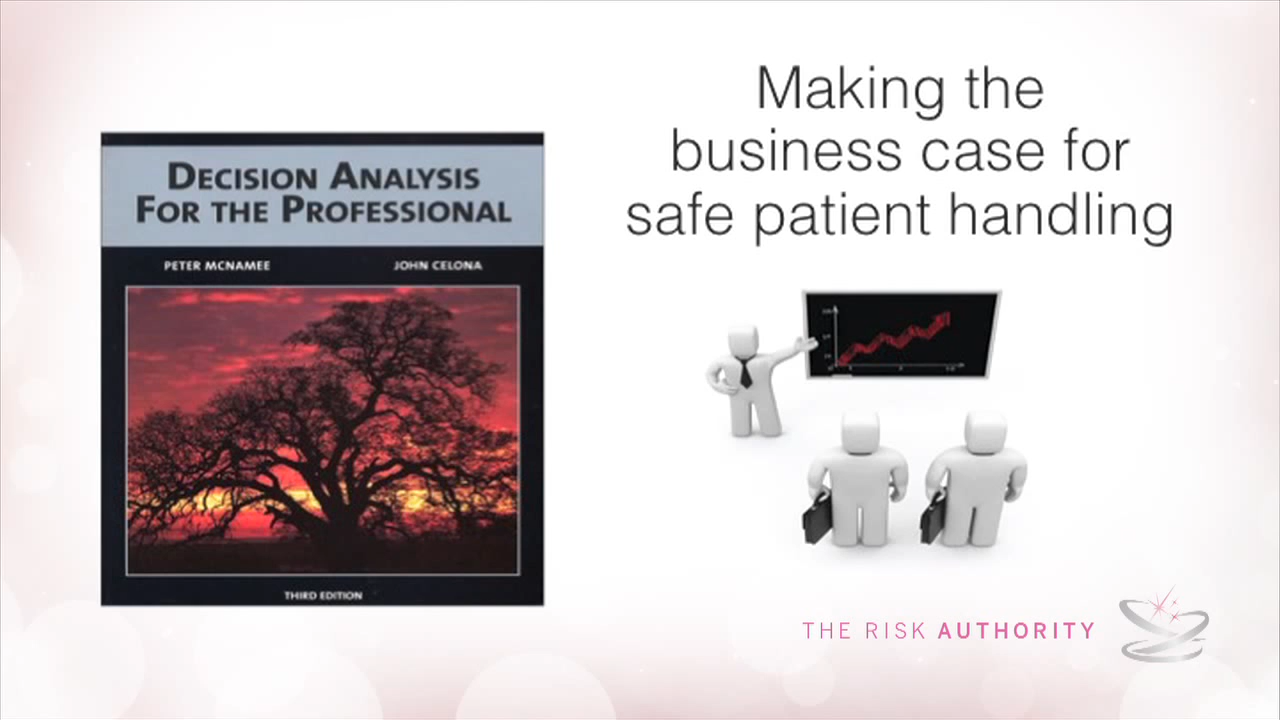 DECISION ANALYSIS
FOR THE PROFESSIONAL
PETER MCNAMEE JOHN CELONA
THIRD EDITION
Making the
business case for
safe patient handling
THE RISK AUTHORITY